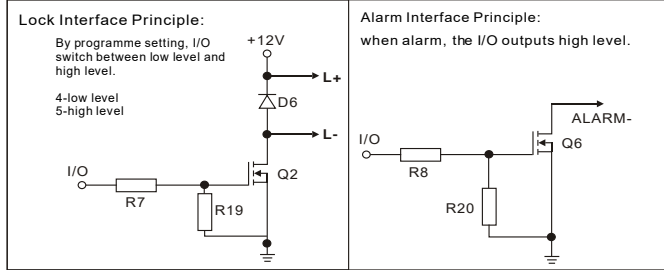 Lock Interface Principle:
By programme setting, I/O
switch between low level and
high level.
4-low level
5-high level
+12V
L+
D6
L-
I/O
Q2
R7
R19
Alarm Interface Principle:
when alarm, the I/O outputs high level.
ALARM-
I/O
Q6
R8
R20